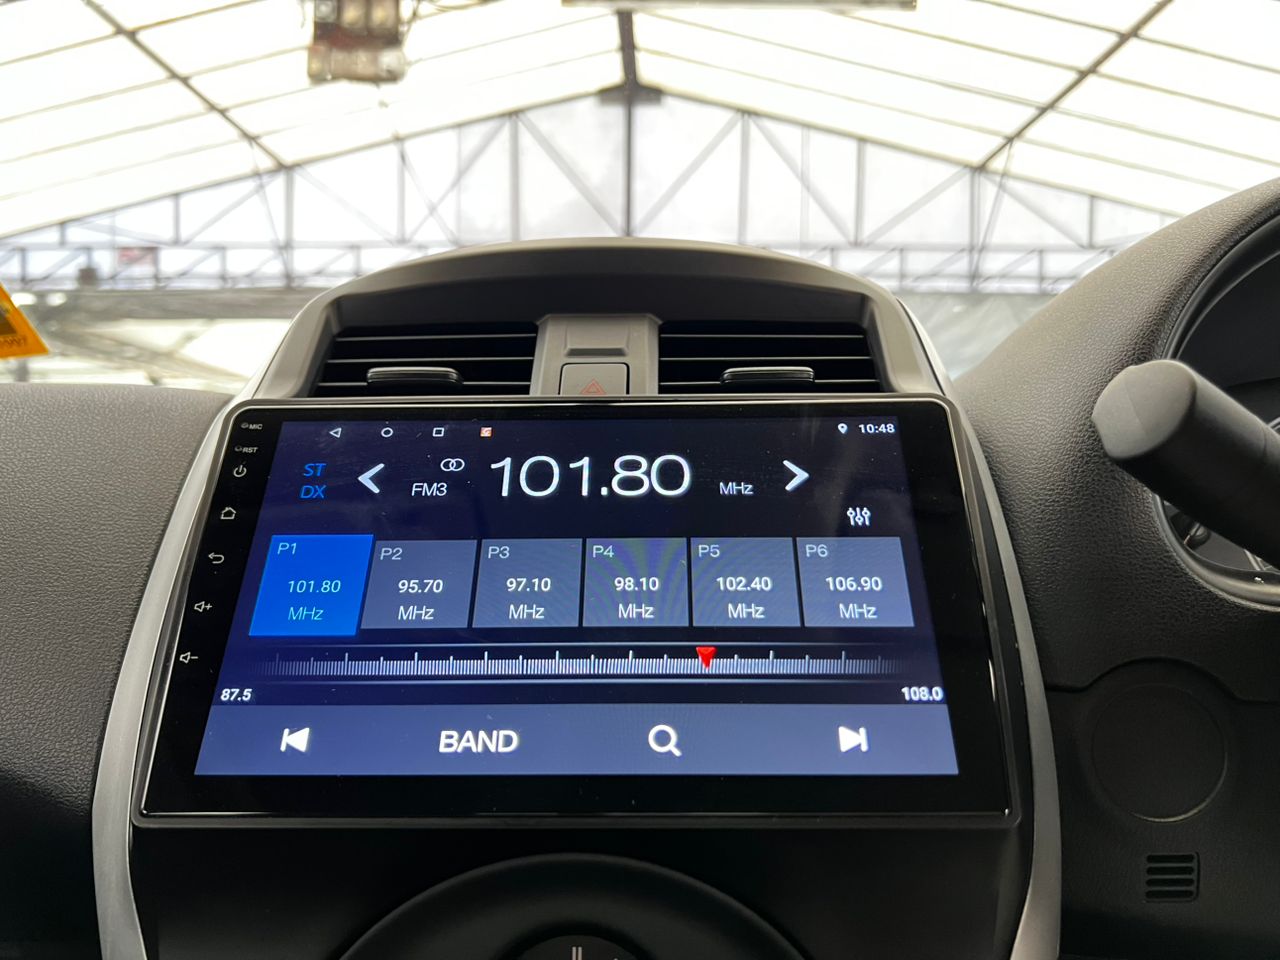 MIC
RST
10:48
ST
DX
FM3
101.80
MHz
P1
101.80
MHz
P2
95.70
MHz
P3
97.10
MHz
P4
98.10
MHz
P5
102.40
MHz
P6
106.90
MHz
87.5
108.0
BAND